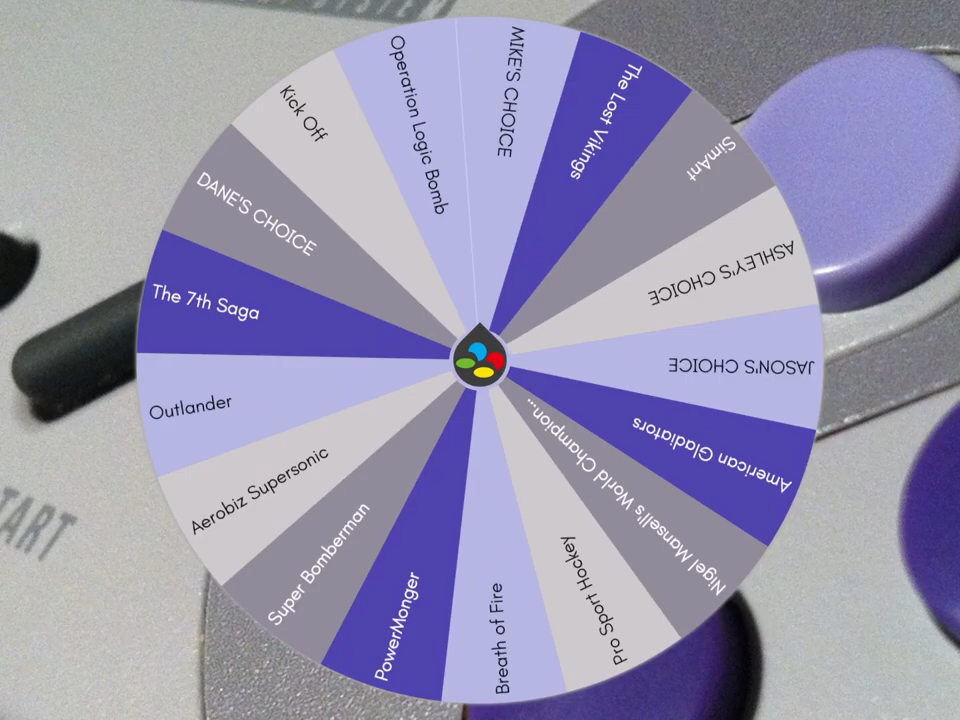 SYSTEM
MIKE'S CHOICE
The Lost Vikings
SimAnt
ASHLEY'S CHOICE
JASON'S CHOICE
American Gladiators
Nigel Mansell's World Champion...
Pro Sport Hockey
Breath of Fire
PowerMonger
Super Bomberman
Aerobiz Supersonic
Outlander
The 7th Saga
DANE'S CHOICE
Kick Off
Operation Logic Bomb
TART